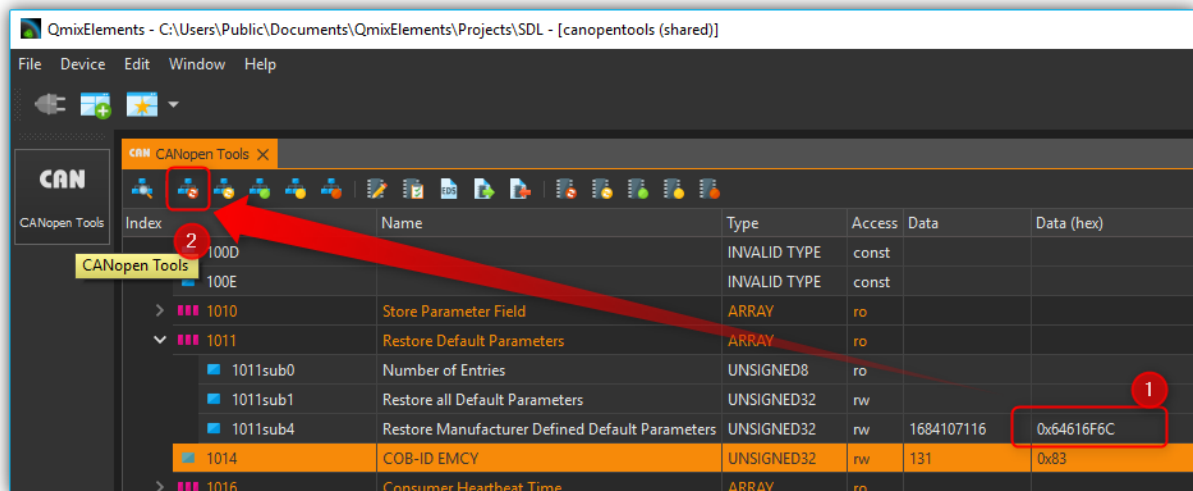 QmixElements - C:\Users\Public\Documents\QmixElements\Projects\SDL - [canopentools (shared)]
File Device Edit Window Help
CAN CANopen Tools
CAN
CANopen Tools
EDS
Index Name Type Access Data Data (hex)
2
100D INVALID TYPE const
CANopen Tools
100E INVALID TYPE const
1010 Store Parameter Field ARRAY ro
1011 Restore Default Parameters ARRAY ro
1011sub0 Number of Entries UNSIGNED8 ro
1
1011sub1 Restore all Default Parameters UNSIGNED32 rw
1011sub4 Restore Manufacturer Defined Default Parameters UNSIGNED32 rw 1684107116 0x64616F6C
1014 COB-ID EMCY UNSIGNED32 rw 131 0x83
1016 Consumer Heartbeat Time ARRAY ro